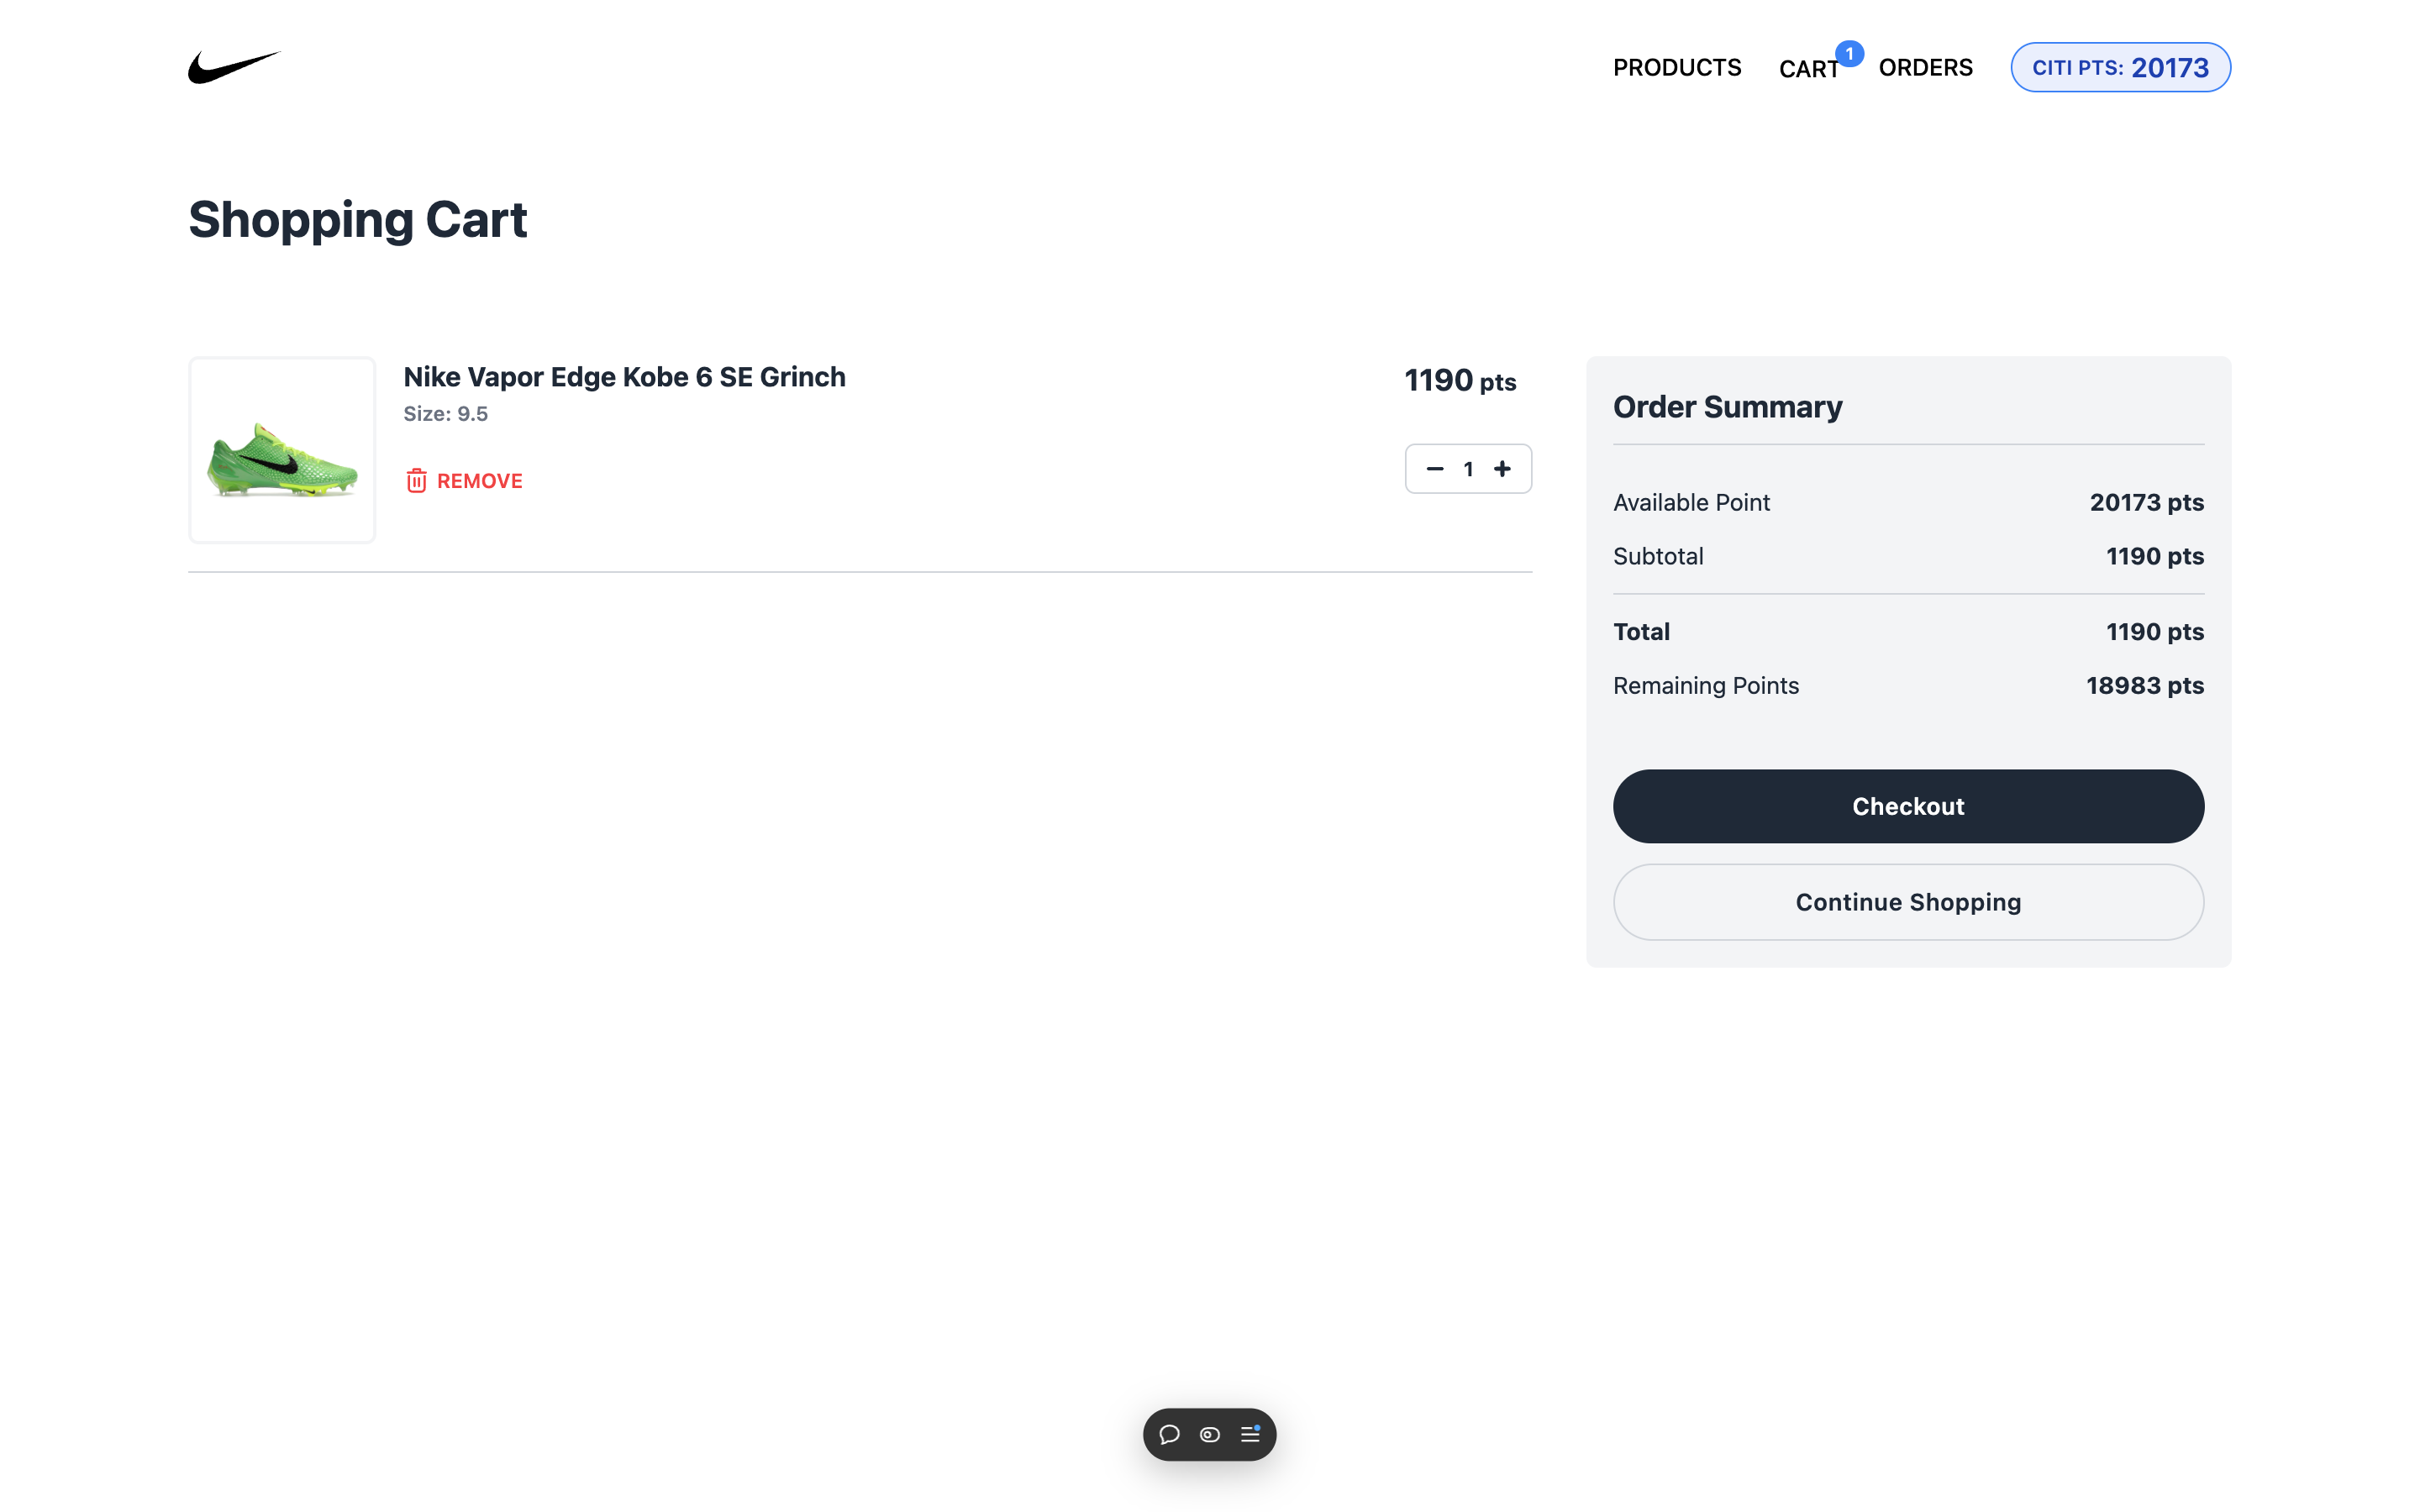 PRODUCTS CART 1 ORDERS CITI PTS: 20173
Shopping Cart
Nike Vapor Edge Kobe 6 SE Grinch
Size: 9.5
REMOVE
1190 pts
1
Order Summary
Available Point 20173 pts
Subtotal 1190 pts
Total 1190 pts
Remaining Points 18983 pts
Checkout
Continue Shopping